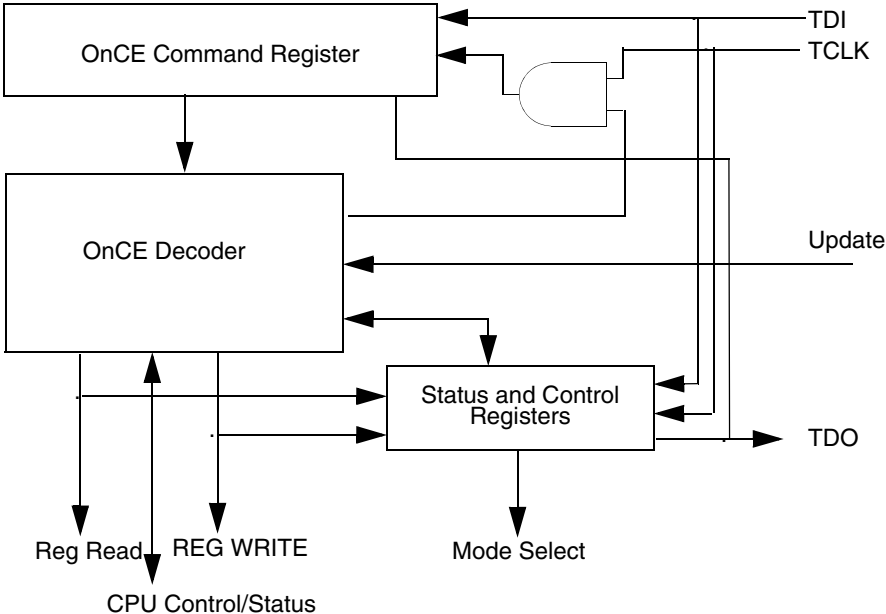 TDI
OnCE Command Register
TCLK
Update
OnCE Decoder
Status and Control
Registers
TDO
Reg Read
REG WRITE
Mode Select
CPU Control/Status